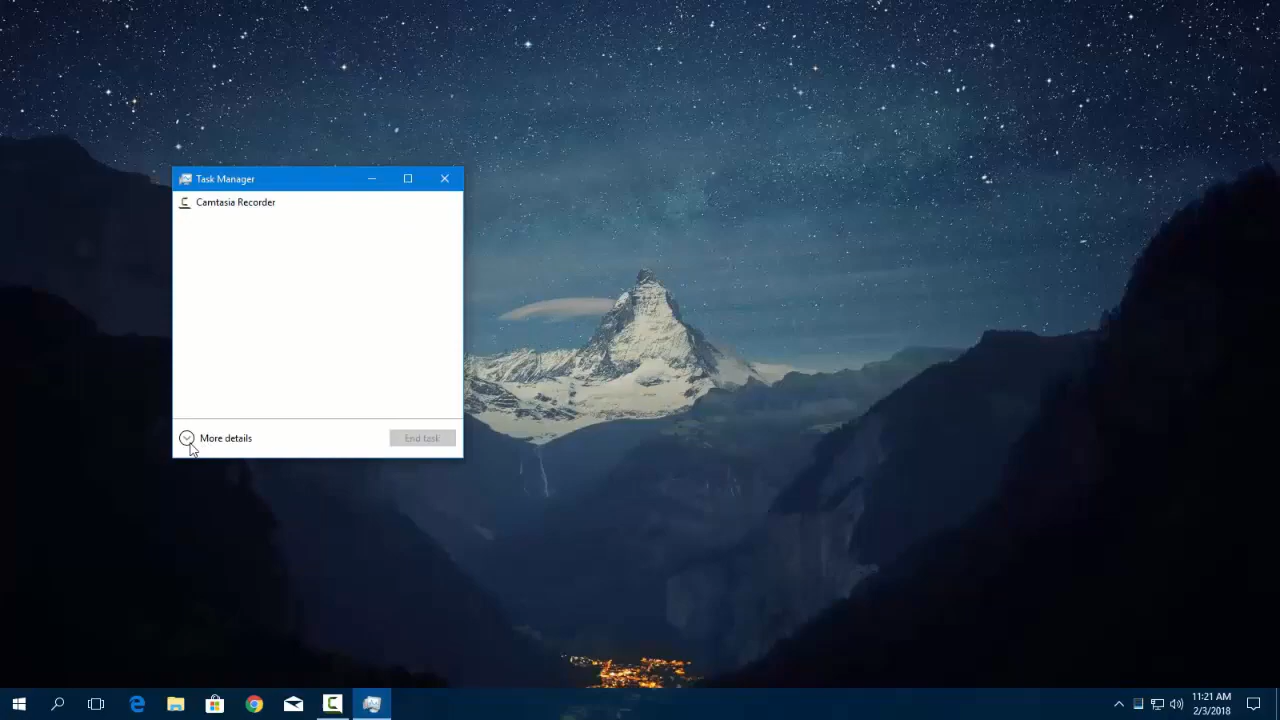 Task Manager
Camtasia Recorder
More details
End task
11:21 AM
2/3/2018